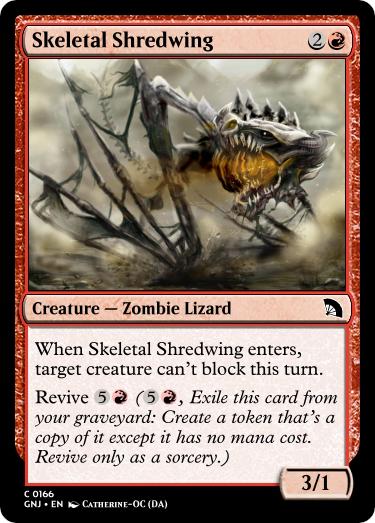 Skeletal Shredwing 2
Creature — Zombie Lizard
When Skeletal Shredwing enters,
target creature can't block this turn.
Revive 5 (5, Exile this card from
your graveyard: Create a token that's a
copy of it except it has no mana cost.
Revive only as a sorcery.)
3/1
C 0166
GNJ • EN Catherine-OC (DA)